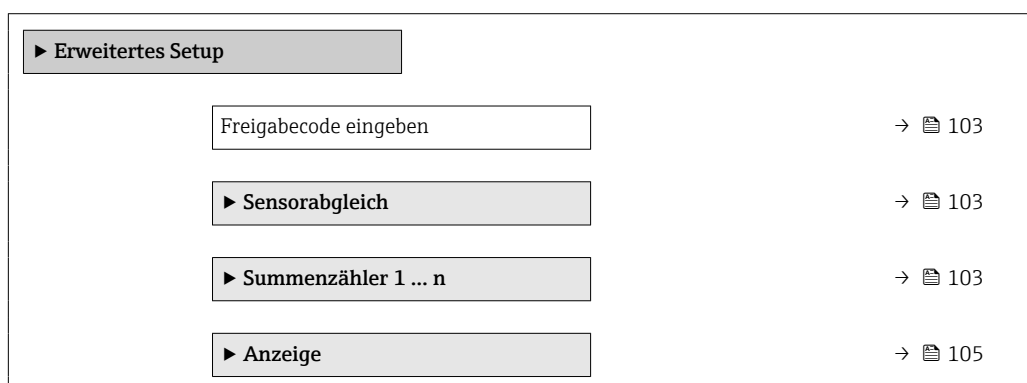 ▶ Erweitertes Setup
Freigabecode eingeben → 103
▶ Sensorabgleich → 103
▶ Summenzähler 1 … n → 103
▶ Anzeige → 105